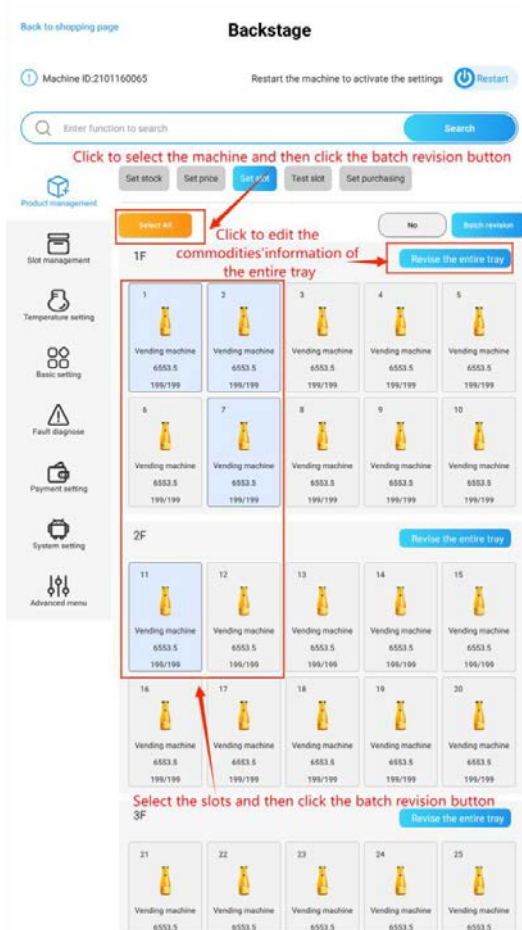 Back to shopping page
Backstage
Machine ID:2101160065
Restart the machine to activate the settings
Restart
Enter function to search
Search
Click to select the machine and then click the batch revision button
Product management
Set stock
Set price
Set slot
Test slot
Set purchasing
Select All
No
Batch revision
Click to edit the
commodities'information of
the entire tray
Slot management
Temperature setting
Basic setting
Fault diagnose
Payment setting
System setting
Advanced menu
1F
Revise the entire tray
1 2 3 4 5
Vending machine Vending machine Vending machine Vending machine Vending machine
6553.5 6553.5 6553.5 6553.5 6553.5
199/199 199/199 199/199 199/199 199/199
6 7 8 9 10
Vending machine Vending machine Vending machine Vending machine Vending machine
6553.5 6553.5 6553.5 6553.5 6553.5
199/199 199/199 199/199 199/199 199/199
2F
Revise the entire tray
11 12 13 14 15
Vending machine Vending machine Vending machine Vending machine Vending machine
6553.5 6553.5 6553.5 6553.5 6553.5
199/199 199/199 199/199 199/199 199/199
16 17 18 19 20
Vending machine Vending machine Vending machine Vending machine Vending machine
6553.5 6553.5 6553.5 6553.5 6553.5
199/199 199/199 199/199 199/199 199/199
Select the slots and then click the batch revision button
3F
Revise the entire tray
21 22 23 24 25
Vending machine Vending machine Vending machine Vending machine Vending machine
6553.5 6553.5 6553.5 6553.5 6553.5